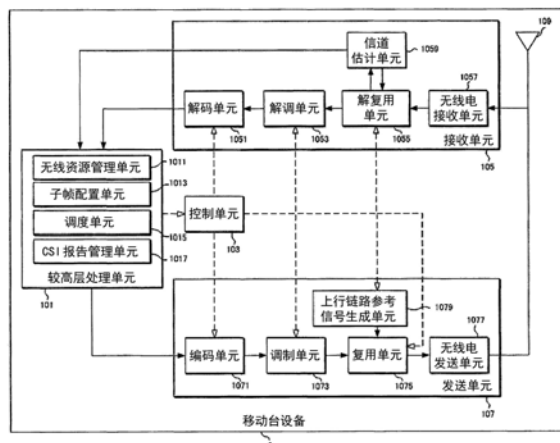 109
信道
估计单元
1059
1057
解码单元
解调单元
解复用
单元
无线电
接收单元
1051
1053
1055
接收单元
105
无线资源管理单元
1011
子帧配置单元
1013
调度单元
1015
CSI 报告管理单元
1017
较高层处理单元
101
控制单元
103
上行链路参考
信号生成单元
1079
1077
编码单元
调制单元
复用单元
无线电
发送单元
1071
1073
1075
发送单元
107
移动台设备